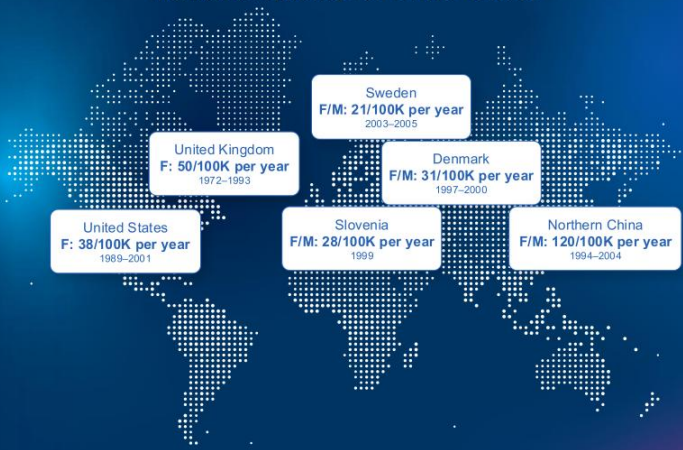 Sweden
F/M: 21/100K per year
2003–2005
United Kingdom
F: 50/100K per year
1972–1993
Denmark
F/M: 31/100K per year
1997–2000
United States
F: 38/100K per year
1989–2001
Slovenia
F/M: 28/100K per year
1999
Northern China
F/M: 120/100K per year
1994–2004